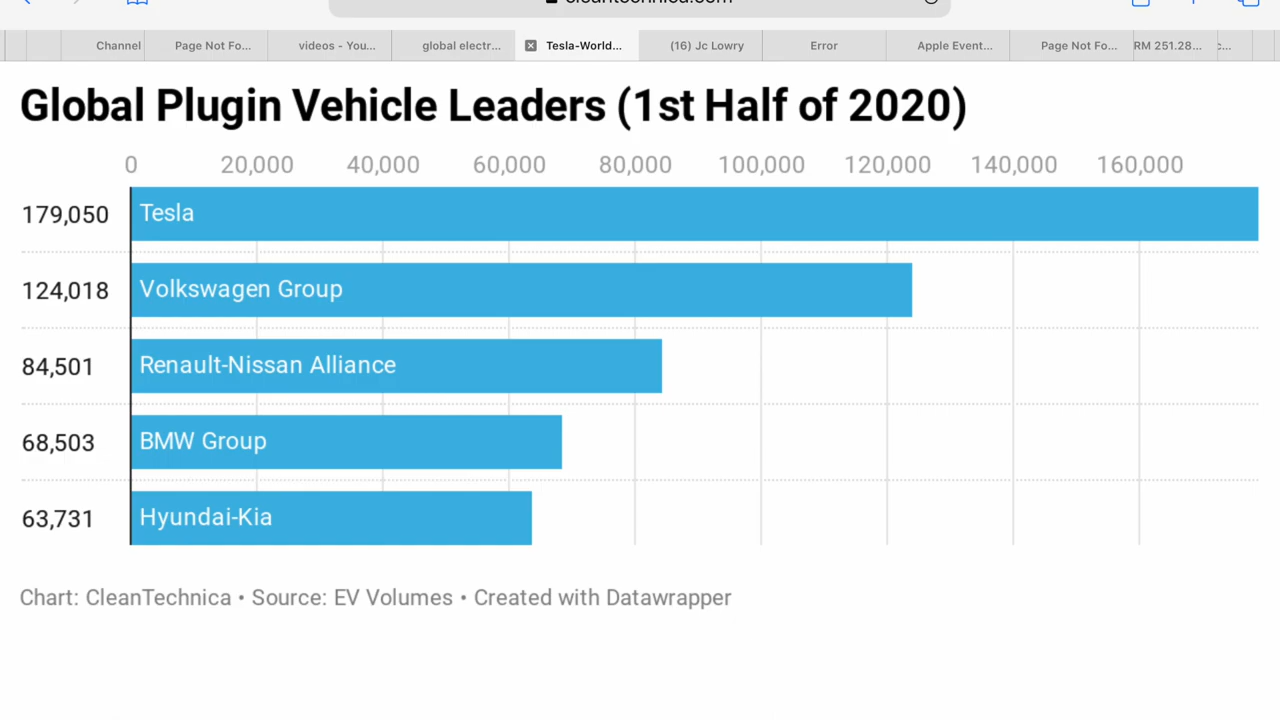 Channel Page Not Fo... videos - You... global electr... Tesla-World... (16) Jc Lowry Error Apple Event... Page Not Fo... RM 251.28...
Global Plugin Vehicle Leaders (1st Half of 2020)
0 20,000 40,000 60,000 80,000 100,000 120,000 140,000 160,000
179,050 Tesla
124,018 Volkswagen Group
84,501 Renault-Nissan Alliance
68,503 BMW Group
63,731 Hyundai-Kia
Chart: CleanTechnica • Source: EV Volumes • Created with Datawrapper